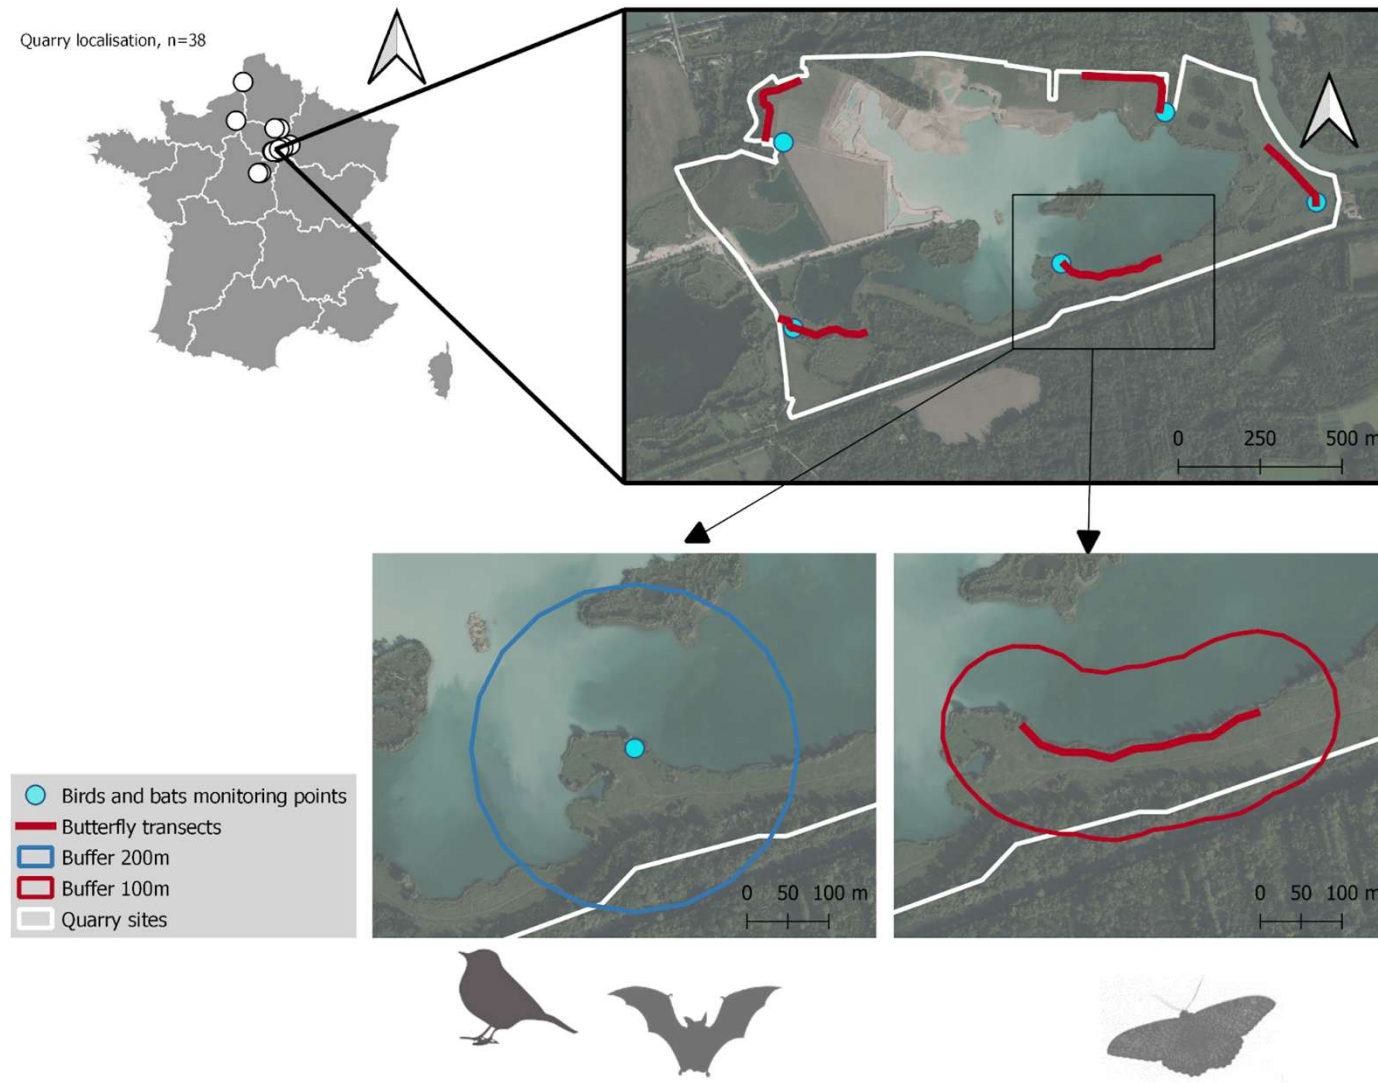 Quarry localisation, n=38
0 250 500 m
Birds and bats monitoring points
Butterfly transects
Buffer 200m
Buffer 100m
Quarry sites
0 50 100 m
0 50 100 m